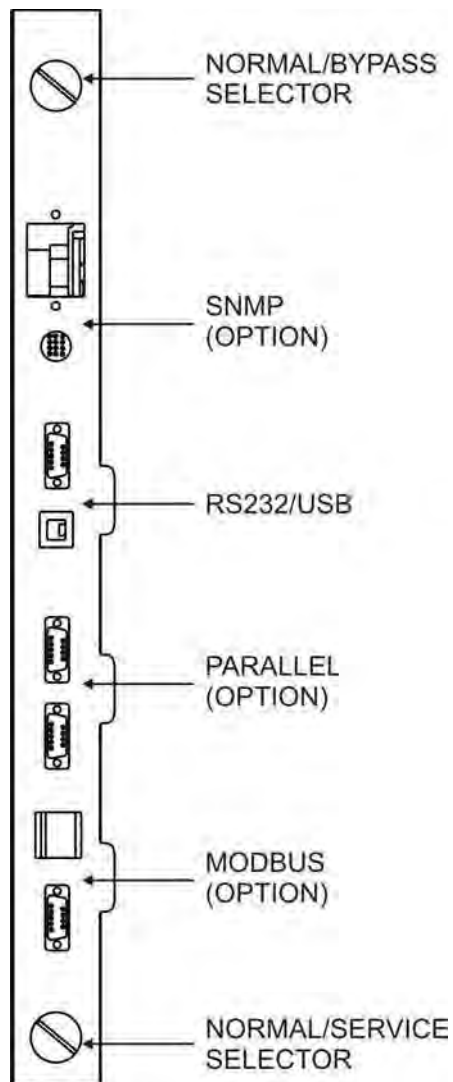 NORMAL/BYPASS
SELECTOR
SNMP
(OPTION)
RS232/USB
PARALLEL
(OPTION)
MODBUS
(OPTION)
NORMAL/SERVICE
SELECTOR